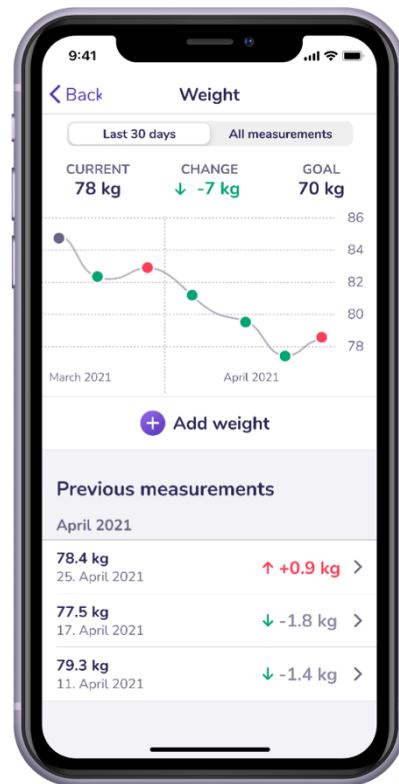 9:41
Back
Weight
Last 30 days All measurements
CURRENT CHANGE GOAL
78 kg ↓ -7 kg 70 kg
86
84
82
80
78
March 2021 April 2021
+ Add weight
Previous measurements
April 2021
78.4 kg
25. April 2021
↑ +0.9 kg
77.5 kg
17. April 2021
↓ -1.8 kg
79.3 kg
11. April 2021
↓ -1.4 kg